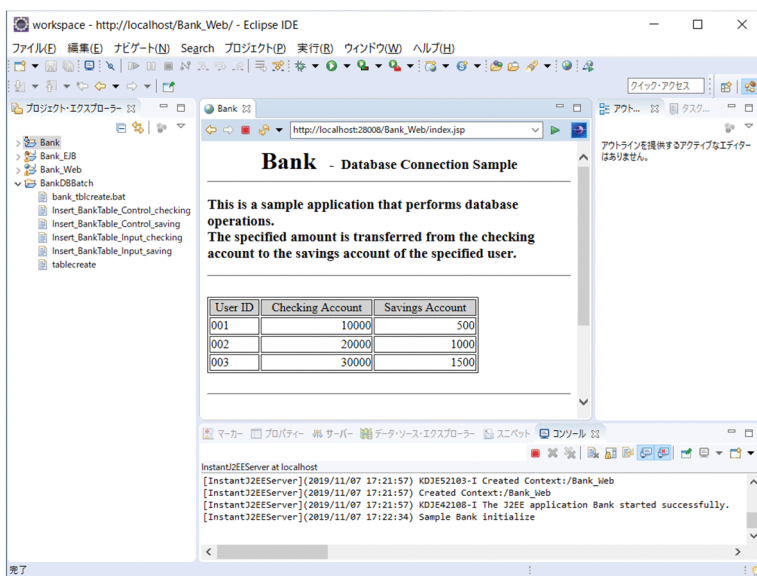 workspace - http://localhost/Bank_Web/ - Eclipse IDE
ファイル(F) 編集(E) ナビゲート(N) Search プロジェクト(P) 実行(R) ウィンドウ(W) ヘルプ(H)
クイック・アクセス
プロジェクト・エクスプローラー
Bank
Bank_EJB
Bank_Web
BankDBBatch
bank_tblcreate.bat
Insert_BankTable_Control_checking
Insert_BankTable_Control_saving
Insert_BankTable_Input_checking
Insert_BankTable_Input_saving
tablecreate
Bank
http://localhost:28008/Bank_Web/index.jsp
Bank - Database Connection Sample
This is a sample application that performs database
operations.
The specified amount is transferred from the checking
account to the savings account of the specified user.
User ID Checking Account Savings Account
001 10000 500
002 20000 1000
003 30000 1500
アウト... タスク...
アウトラインを提供するアクティブなエディター
はありません。
マーカー プロパティー サーバー データ・ソース・エクスプローラー スニペット コンソール
InstantJ2EEServer at localhost
[InstantJ2EEServer](2019/11/07 17:21:57) KDJE52103-I Created Context:/Bank_Web
[InstantJ2EEServer](2019/11/07 17:21:57) Created Context:/Bank_Web
[InstantJ2EEServer](2019/11/07 17:21:57) KDJE42108-I The J2EE application Bank started successfully.
[InstantJ2EEServer](2019/11/07 17:22:34) Sample Bank initialize
完了